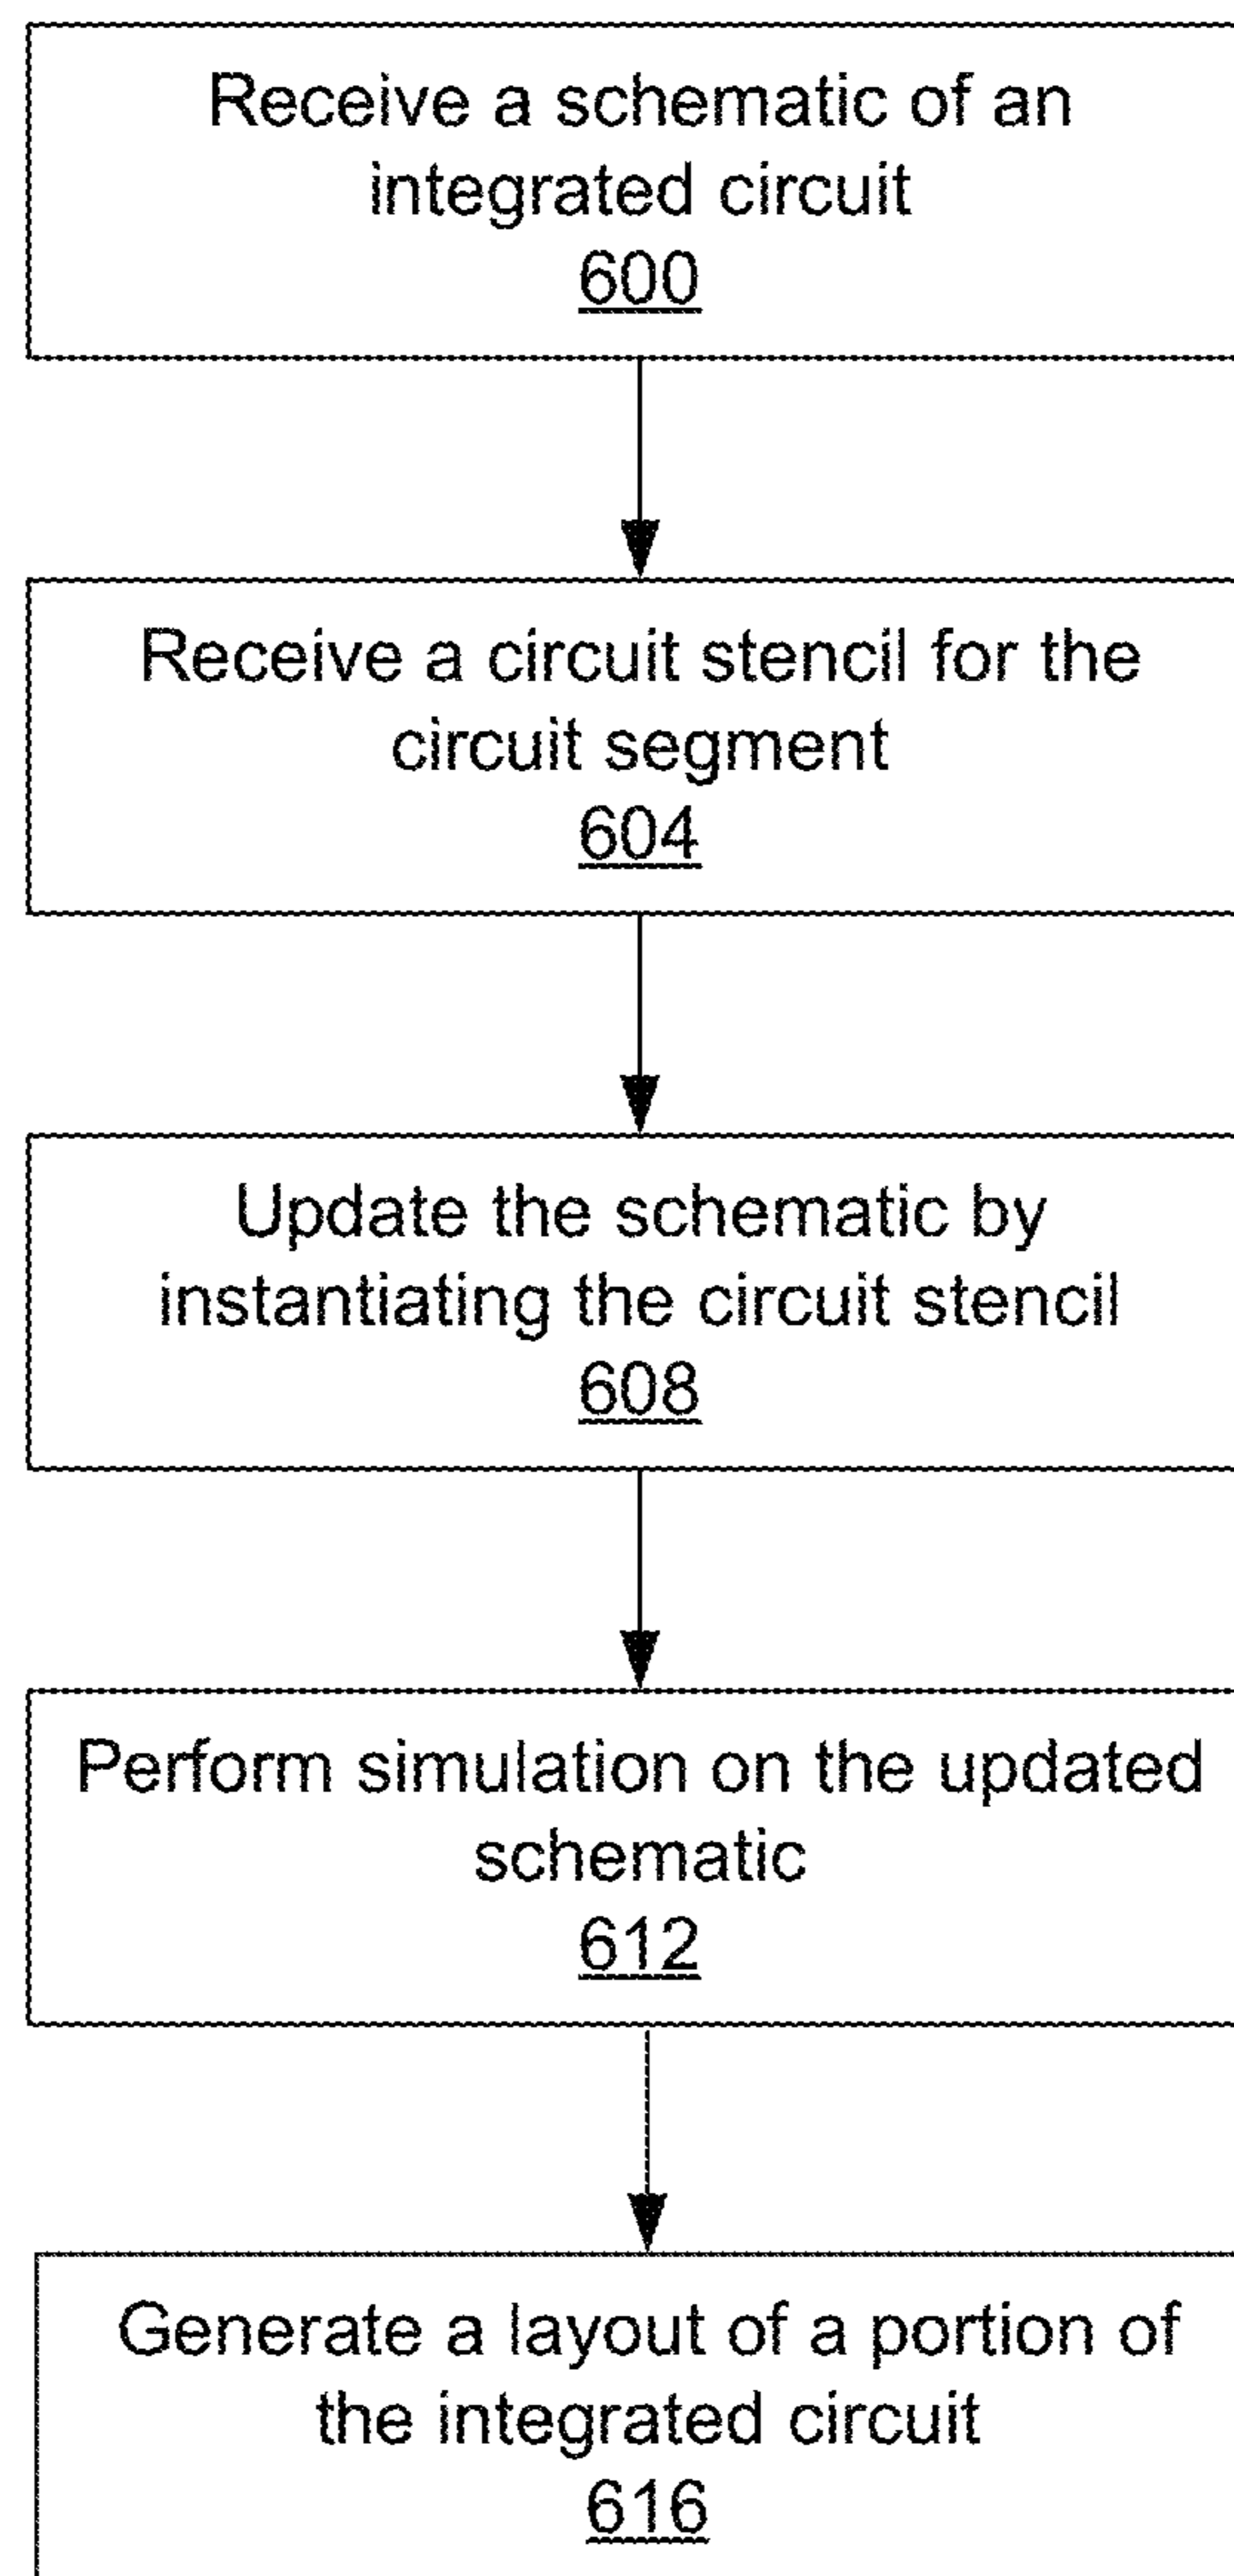 Receive a schematic of an
integrated circuit
600
Receive a circuit stencil for the
circuit segment
604
Update the schematic by
instantiating the circuit stencil
608
Perform simulation on the updated
schematic
612
Generate a layout of a portion of
the integrated circuit
616